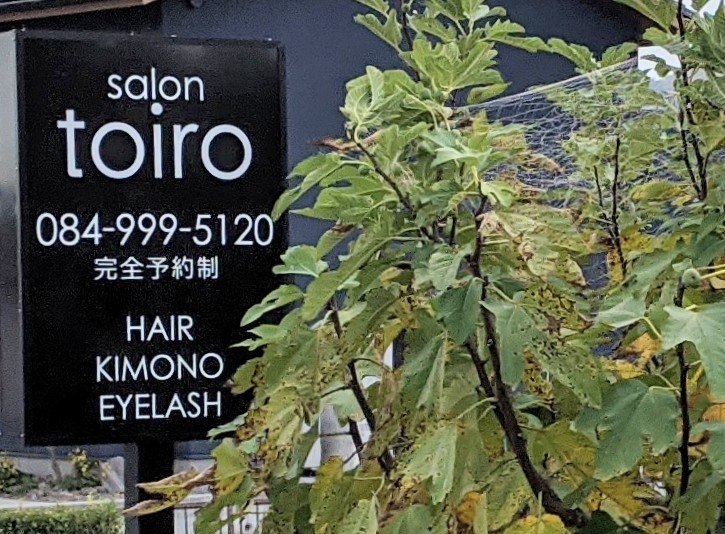 salon
toiro
084-999-5120
完全予約制
HAIR
KIMONO
EYELASH